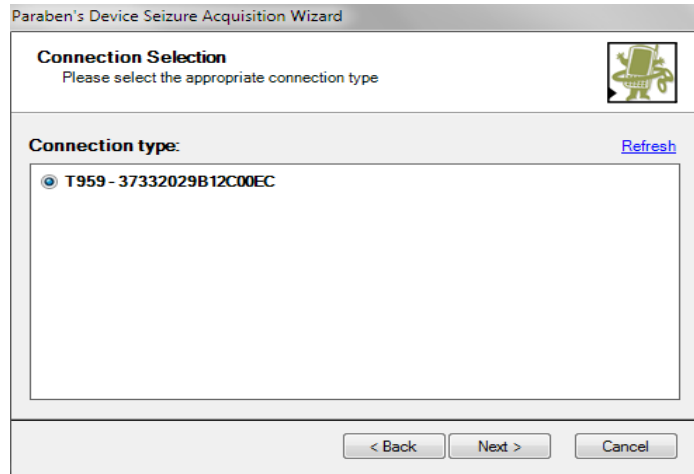 Paraben's Device Seizure Acquisition Wizard
Connection Selection
Please select the appropriate connection type
Connection type:
Refresh
T959 - 37332029B12C00EC
< Back
Next >
Cancel